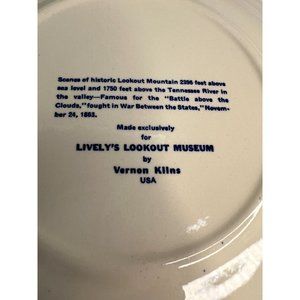 Scenes of historic Lookout Mountain 2396 feet above
sea level and 1750 feet above the Tennessee River in
the valley—Famous for the "Battle above the
Clouds," fought in War Between the States," Novem-
ber 24, 1863.
Made exclusively
for
LIVELY'S LOOKOUT MUSEUM
by
Vernon Kilns
USA